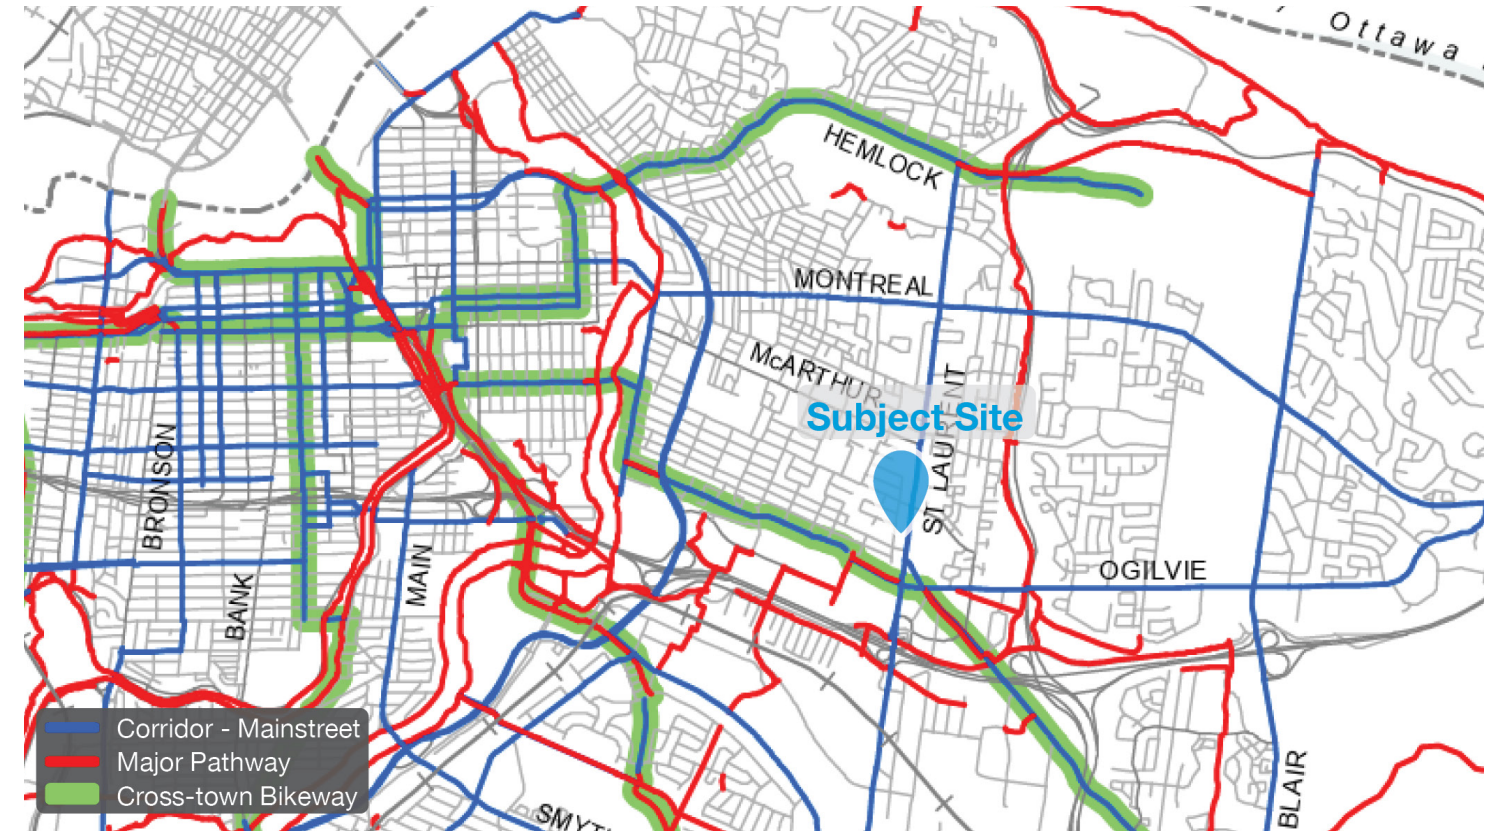 Ottawa
HEMLOCK
MONTREAL
McARTHUR
Subject Site
ST LAURENT
BRONSON
OGILVIE
MAIN
BANK
Corridor - Mainstreet
Major Pathway
Cross-town Bikeway
BLAIR